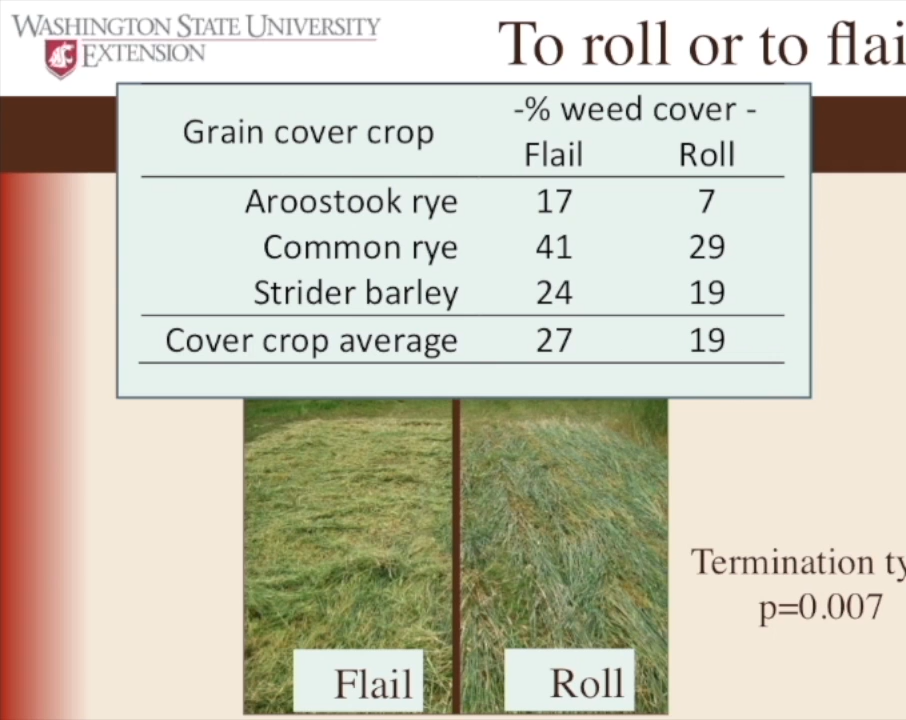 WASHINGTON STATE UNIVERSITY
EXTENSION
To roll or to flai
Grain cover crop
-% weed cover -
Flail Roll
Aroostook rye 17 7
Common rye 41 29
Strider barley 24 19
Cover crop average 27 19
Termination ty
p=0.007
Flail Roll